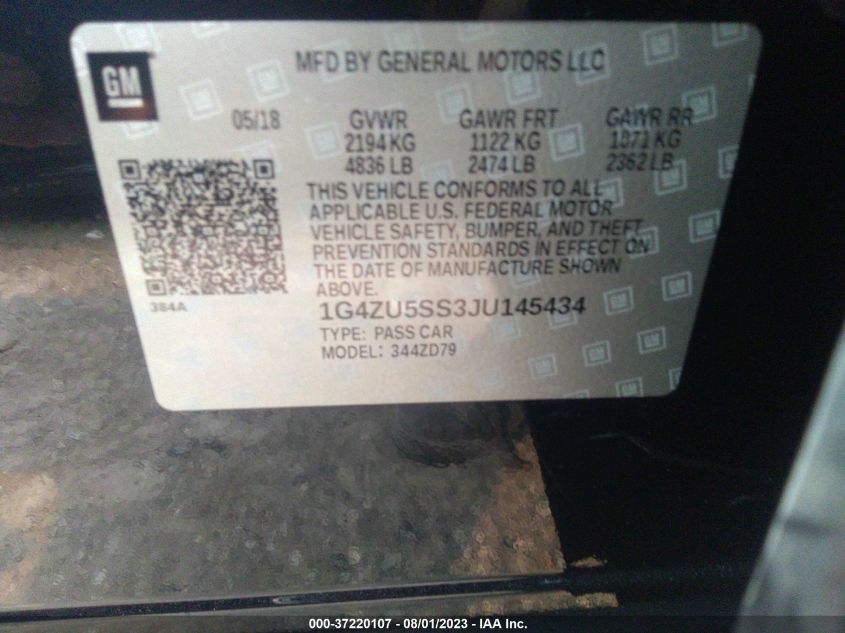 GM
MFD BY GENERAL MOTORS LLC
05/18 GVWR GAWR FRT GAWR RR
2194 KG 1122 KG 1071 KG
4836 LB 2474 LB 2362 LB
THIS VEHICLE CONFORMS TO ALL
APPLICABLE U.S. FEDERAL MOTOR
VEHICLE SAFETY, BUMPER, AND THEFT
PREVENTION STANDARDS IN EFFECT ON
THE DATE OF MANUFACTURE SHOWN
ABOVE.
384A
1G4ZU5SS3JU145434
TYPE: PASS CAR
MODEL: 344ZD79
000-37220107 - 08/01/2023 - IAA Inc.